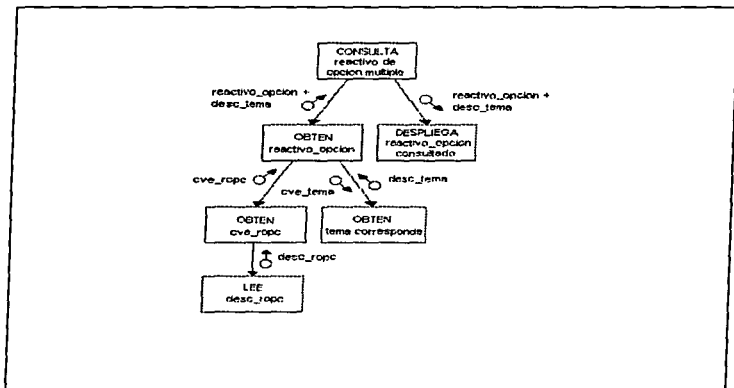 CONSULTA
reactivo de
opcion multiple
reactivo_opcion +
desc_tema
reactivo_opcion +
desc_tema
OBTEN
reactivo_opcion
DESPLIEGA
reactivo_opcion
consultado
cve_ropc
cve_tema
desc_tema
OBTEN
cve_ropc
OBTEN
tema corresponde
desc_ropc
LEE
desc_ropc